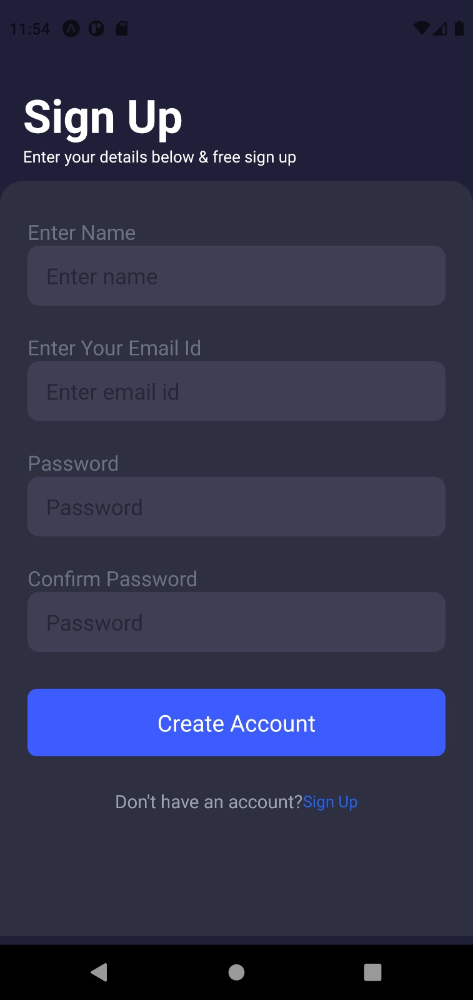 11:54
Sign Up
Enter your details below & free sign up
Enter Name
Enter name
Enter Your Email Id
Enter email id
Password
Password
Confirm Password
Password
Create Account
Don't have an account?Sign Up